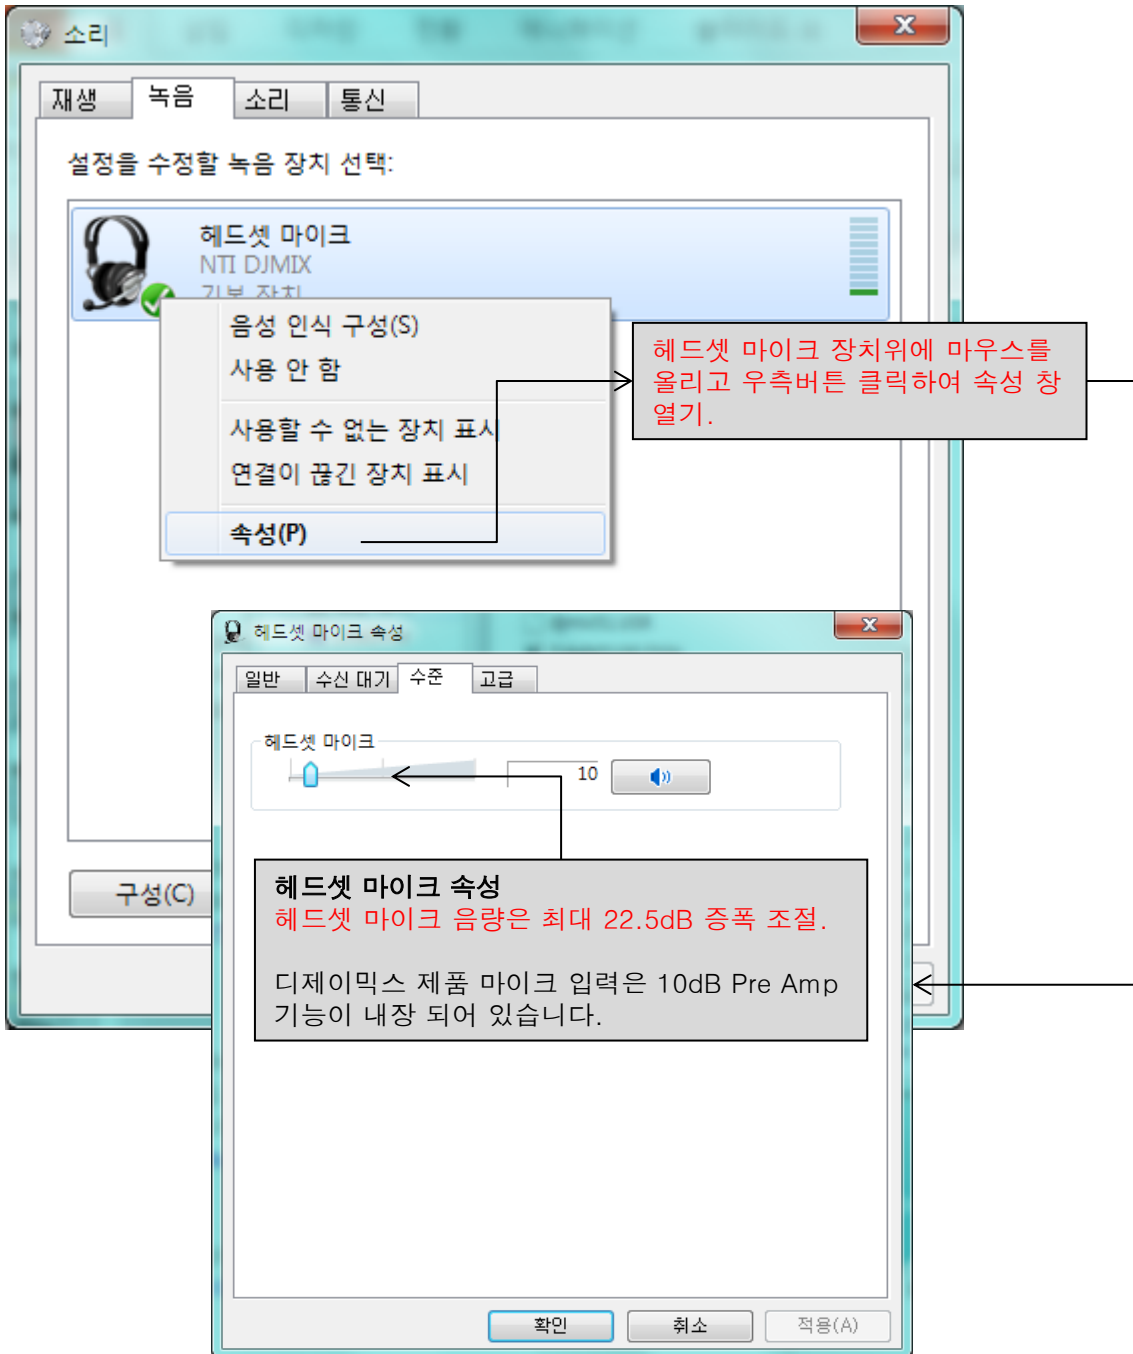 소리
재생 녹음 소리 통신
설정을 수정할 녹음 장치 선택:
헤드셋 마이크
NTI DJMIX
기본 장치
음성 인식 구성(S)
사용 안 함
사용할 수 없는 장치 표시
연결이 끊긴 장치 표시
속성(P)
헤드셋 마이크 장치위에 마우스를
올리고 우측버튼 클릭하여 속성 창
열기.
구성(C)
헤드셋 마이크 속성
일반 수신 대기 수준 고급
헤드셋 마이크
10
헤드셋 마이크 속성
헤드셋 마이크 음량은 최대 22.5dB 증폭 조절.
디제이믹스 제품 마이크 입력은 10dB Pre Amp
기능이 내장 되어 있습니다.
확인 취소 적용(A)